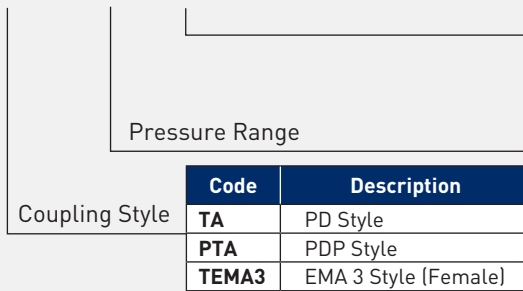 Pressure Range
Code Description
Coupling Style TA PD Style
PTA PDP Style
TEMA3 EMA 3 Style (Female)